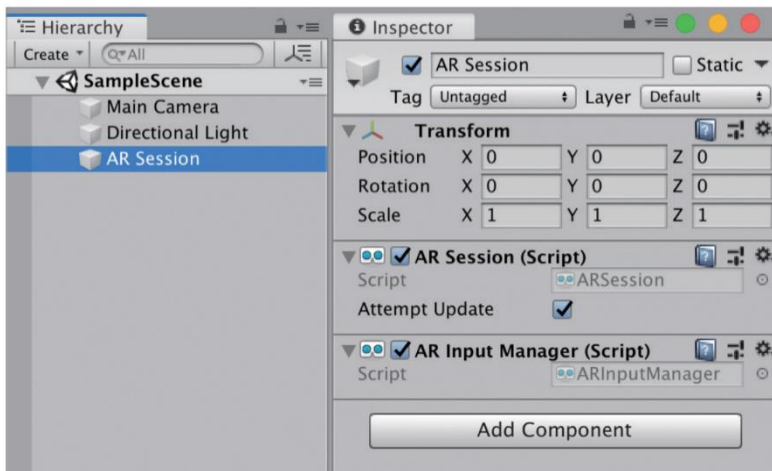 Hierarchy
Create All
SampleScene
Main Camera
Directional Light
AR Session
Inspector
AR Session Static
Tag Untagged Layer Default
Transform
Position X 0 Y 0 Z 0
Rotation X 0 Y 0 Z 0
Scale X 1 Y 1 Z 1
AR Session (Script)
Script ARSession
Attempt Update
AR Input Manager (Script)
Script ARInputManager
Add Component